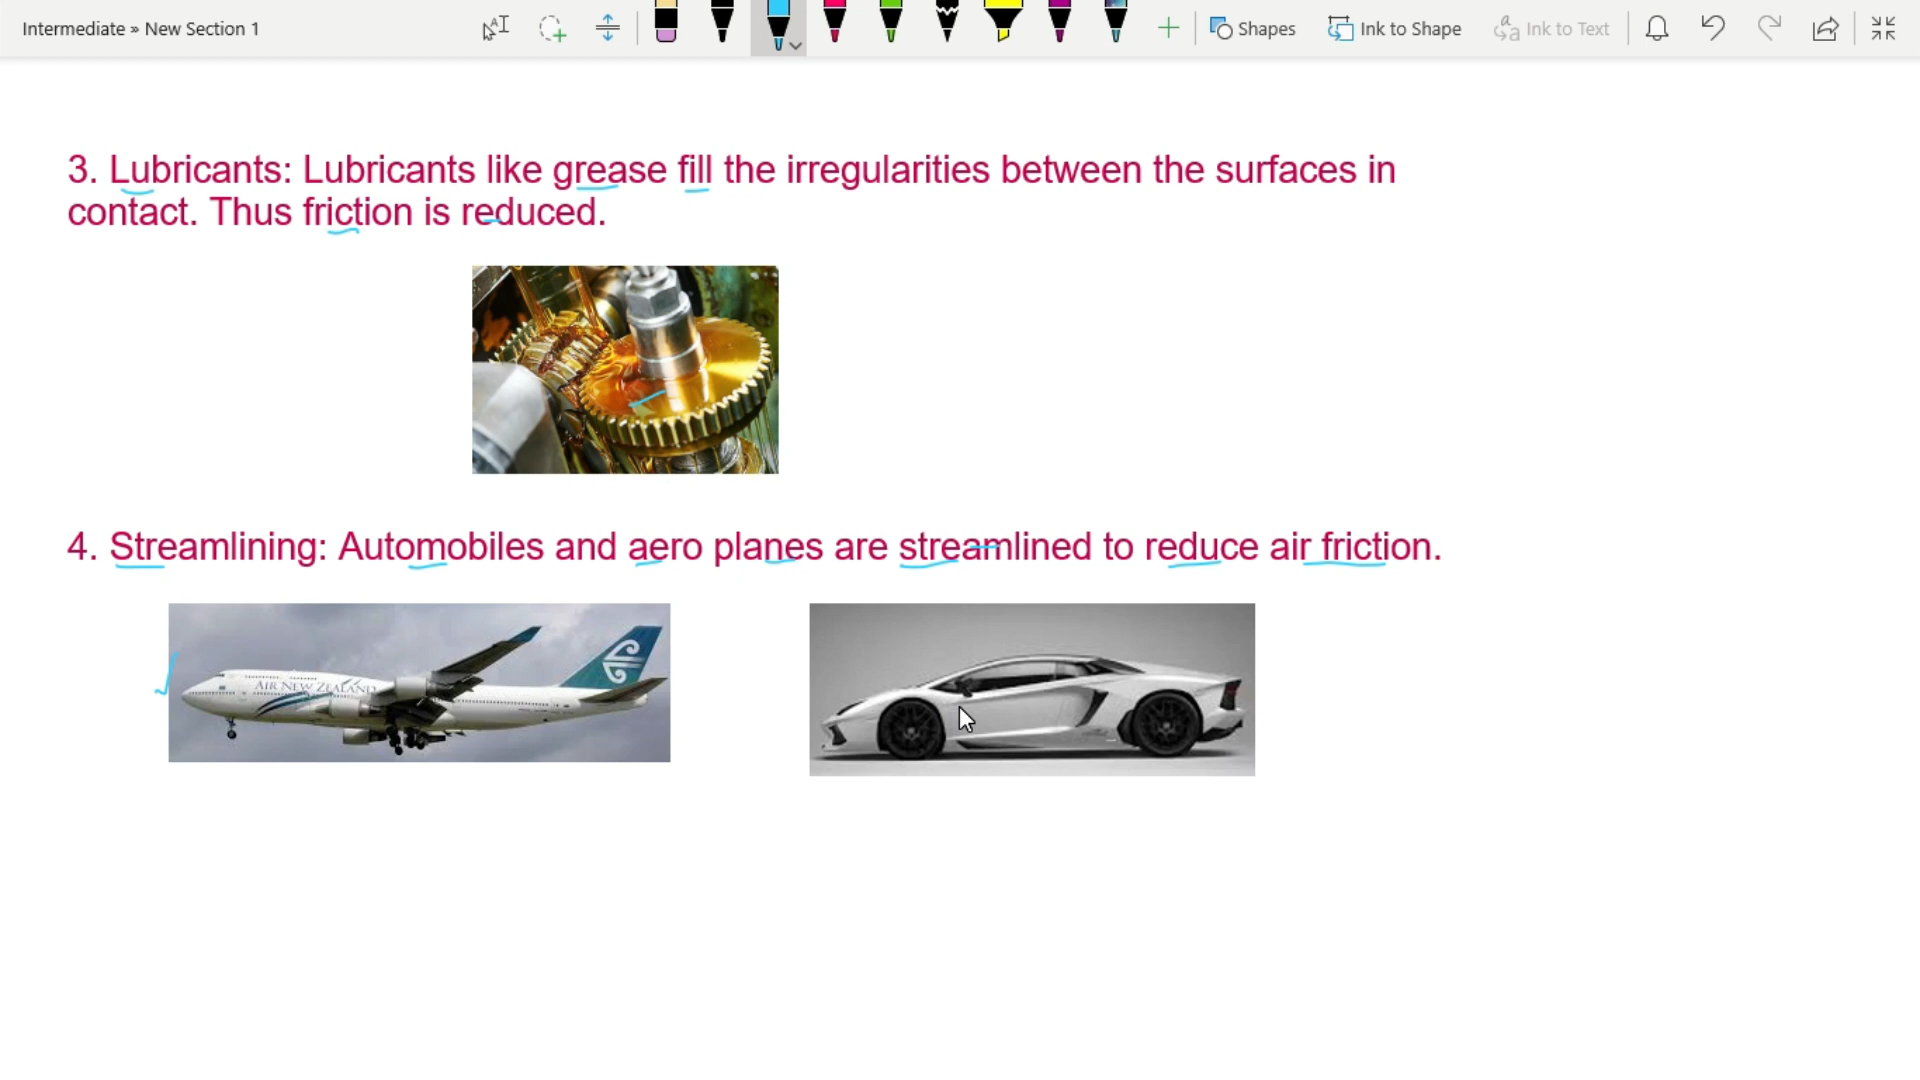 Intermediate » New Section 1
Shapes
Ink to Shape
Ink to Text
3. Lubricants: Lubricants like grease fill the irregularities between the surfaces in
contact. Thus friction is reduced.
4. Streamlining: Automobiles and aero planes are streamlined to reduce air friction.
AIR NEW ZEALAND